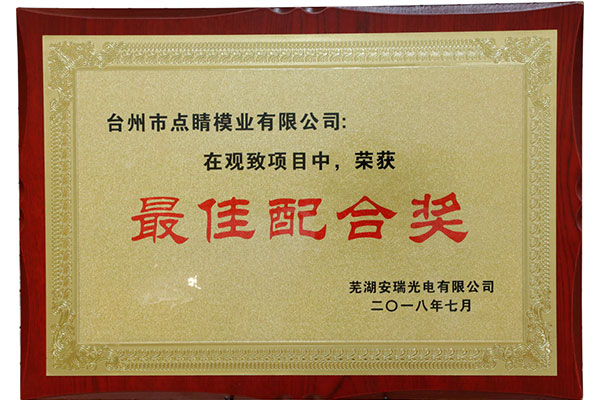 台州市点睛模业有限公司:
在观致项目中，荣获
最佳配合奖
芜湖安瑞光电有限公司
二〇一八年七月